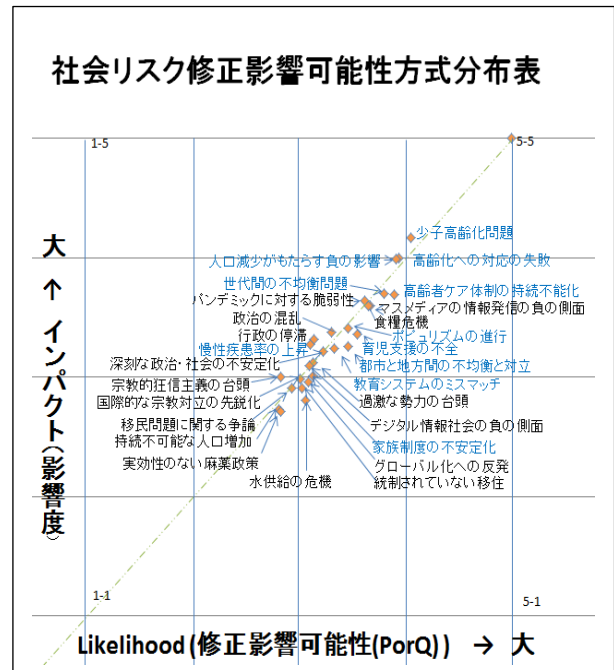 社会リスク修正影響可能性方式分布表
1-5
5-5
少子高齢化問題
人口減少がもたらす負の影響
高齢化への対応の失敗
世代間の不均衡問題
高齢者ケア体制の持続不能化
パンデミックに対する脆弱性
マスメディアの情報発信の負の側面
政治の混乱
食糧危機
行政の停滞
ポピュリズムの進行
慢性疾患率の上昇
育児支援の不全
深刻な政治・社会の不安定化
都市と地方間の不均衡と対立
宗教的狂信主義の台頭
教育システムのミスマッチ
国際的な宗教対立の先鋭化
過激な勢力の台頭
移民問題に関する争論
デジタル情報社会の負の側面
持続不可能な人口増加
家族制度の不安定化
実効性のない麻薬政策
グローバル化への反発
水供給の危機
統制されていない移住
大 ↑ インパクト(影響度)
1-1
5-1
Likelihood(修正影響可能性(PorQ)) → 大